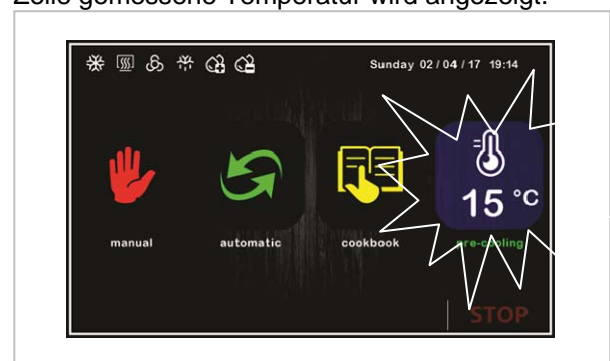 Zelle gemessene Temperatur wird angezeigt.
Sunday 02 / 04 / 17 19:14
15 °C
manual automatic cookbook pre-cooling
STOP